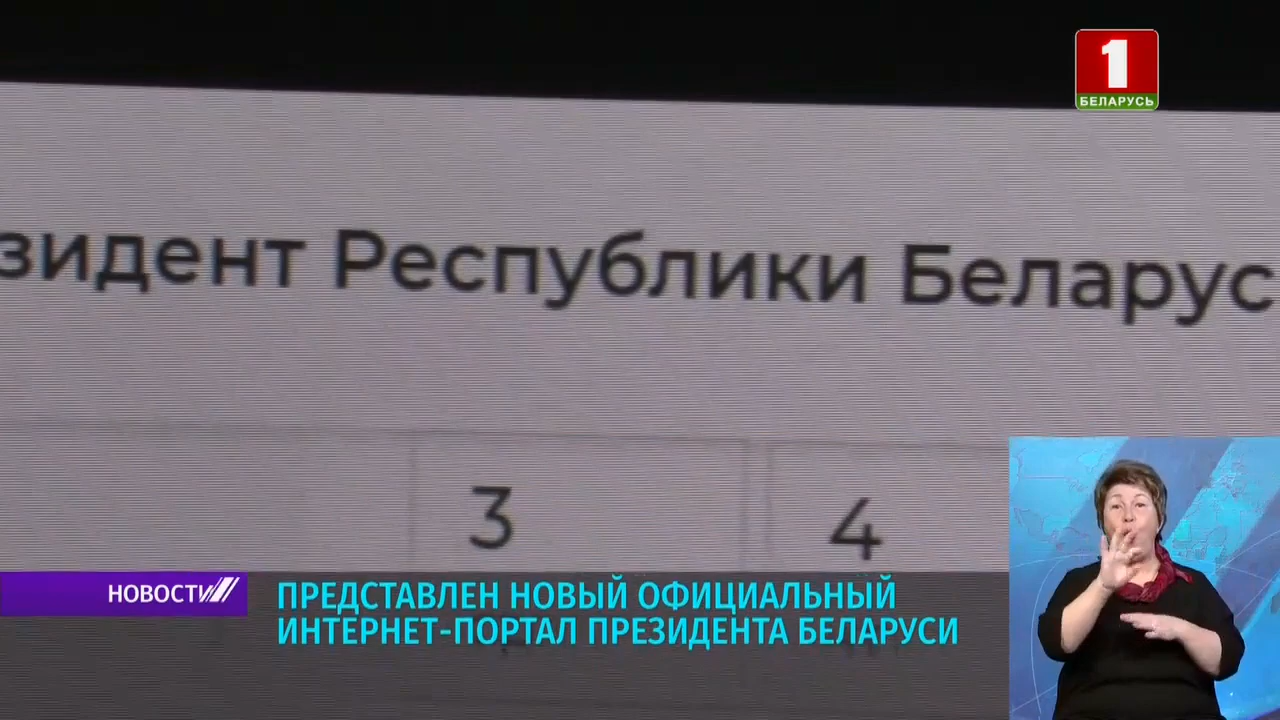 1
БЕЛАРУСЬ
зидент Республики Беларус
3
4
НОВОСТИ
ПРЕДСТАВЛЕН НОВЫЙ ОФИЦИАЛЬНЫЙ
ИНТЕРНЕТ-ПОРТАЛ ПРЕЗИДЕНТА БЕЛАРУСИ